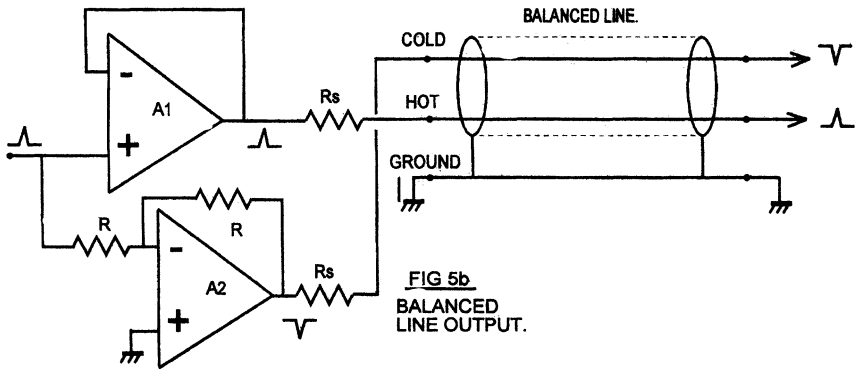 BALANCED LINE.
COLD
-
A1
+
Rs
HOT
GROUND
R
R
-
A2
+
Rs
FIG 5b
BALANCED
LINE OUTPUT.